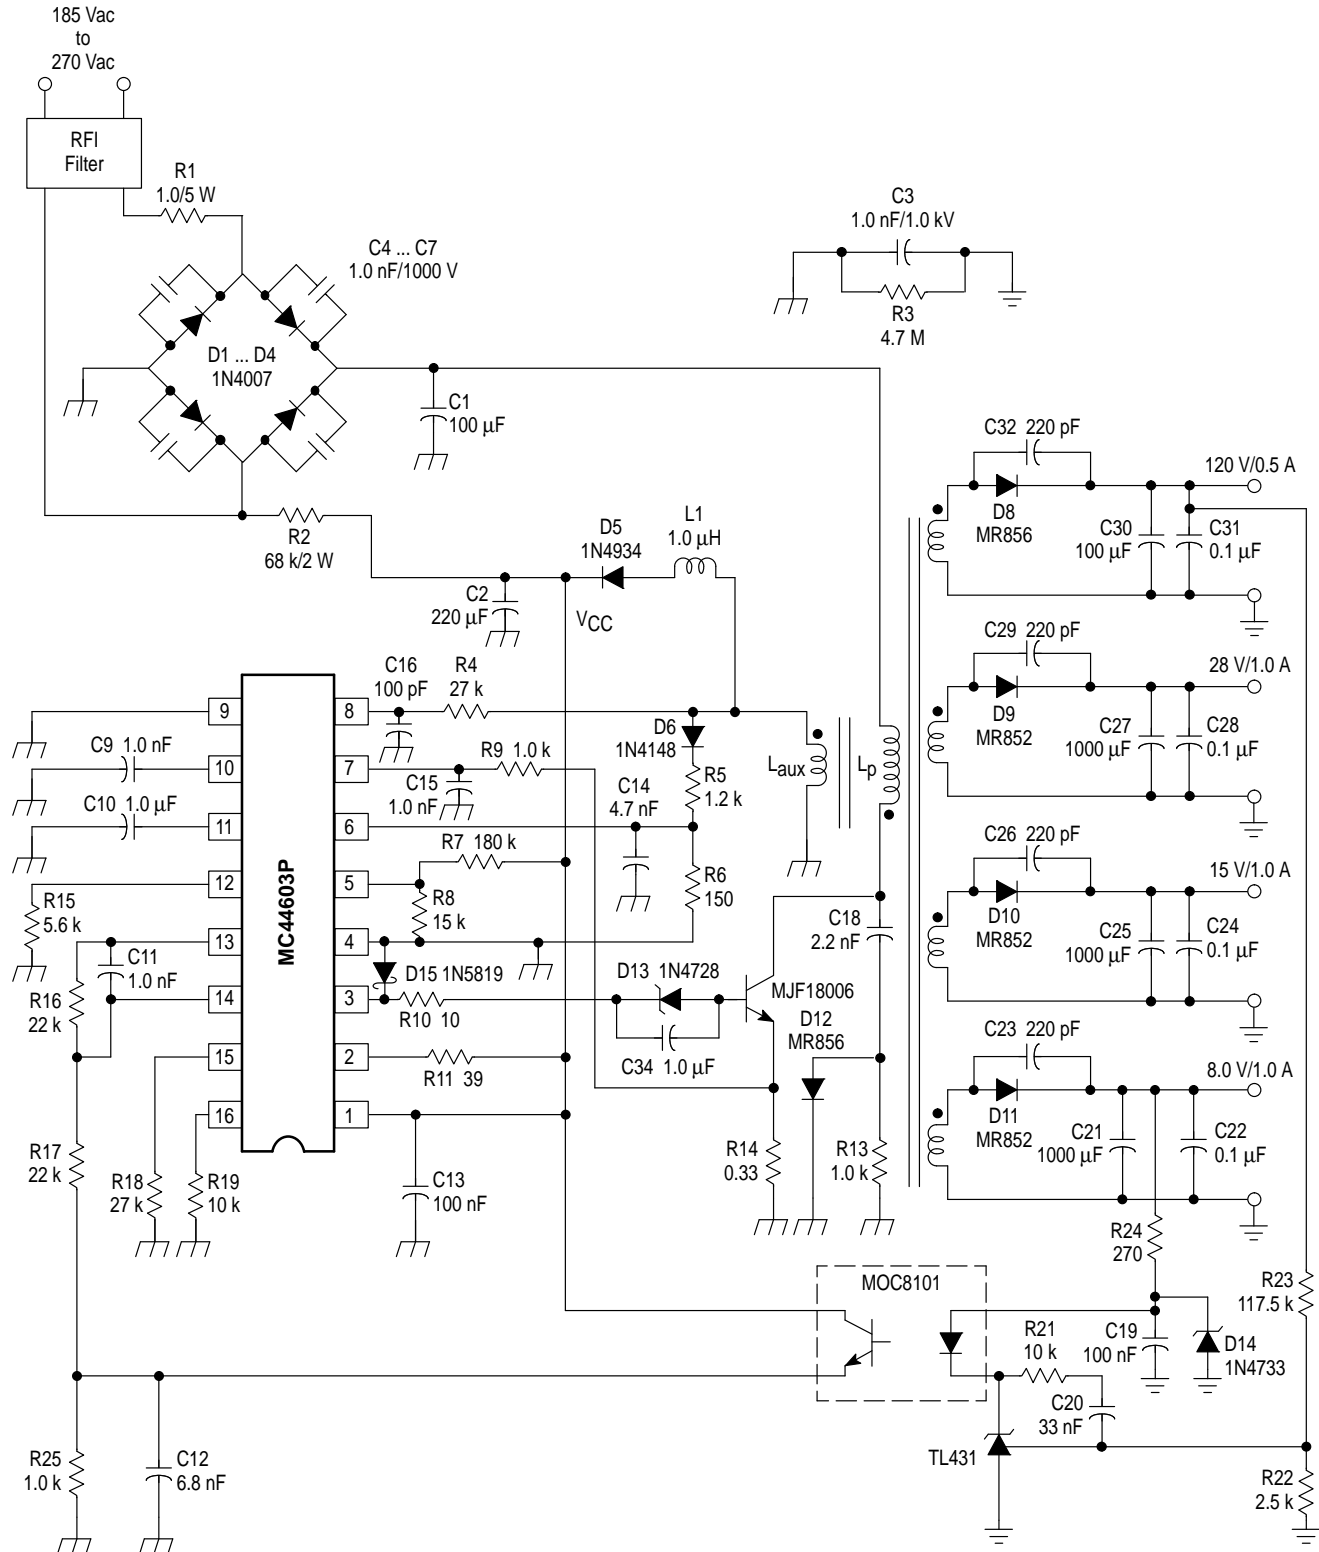 185 Vac
to
270 Vac
RFI
Filter
R1
1.0/5 W
C4 ... C7
1.0 nF/1000 V
D1 ... D4
1N4007
C3
1.0 nF/1.0 kV
R3
4.7 M
C1
100 µF
R2
68 k/2 W
D5
1N4934
L1
1.0 µH
C2
220 µF
VCC
C32 220 pF
120 V/0.5 A
D8
MR856
C30
100 µF
C31
0.1 µF
C29 220 pF
28 V/1.0 A
D9
MR852
C27
1000 µF
C28
0.1 µF
C26 220 pF
15 V/1.0 A
D10
MR852
C25
1000 µF
C24
0.1 µF
C23 220 pF
8.0 V/1.0 A
D11
MR852
C21
1000 µF
C22
0.1 µF
C16
100 pF
R4
27 k
D6
1N4148
R9 1.0 k
C15
1.0 nF
C14
4.7 nF
R5
1.2 k
Laux
Lp
R7 180 k
R8
15 k
R6
150
C9 1.0 nF
C10 1.0 µF
R15
5.6 k
C11
1.0 nF
R16
22 k
R17
22 k
R18
27 k
R19
10 k
9
10
11
12
13
14
15
16
MC44603P
8
7
6
5
4
3
2
1
D15 1N5819
R10 10
R11 39
C13
100 nF
D13 1N4728
C34 1.0 µF
MJF18006
C18
2.2 nF
D12
MR856
R14
0.33
R13
1.0 k
R24
270
R23
117.5 k
MOC8101
R21
10 k
C19
100 nF
D14
1N4733
C20
33 nF
TL431
R22
2.5 k
R25
1.0 k
C12
6.8 nF